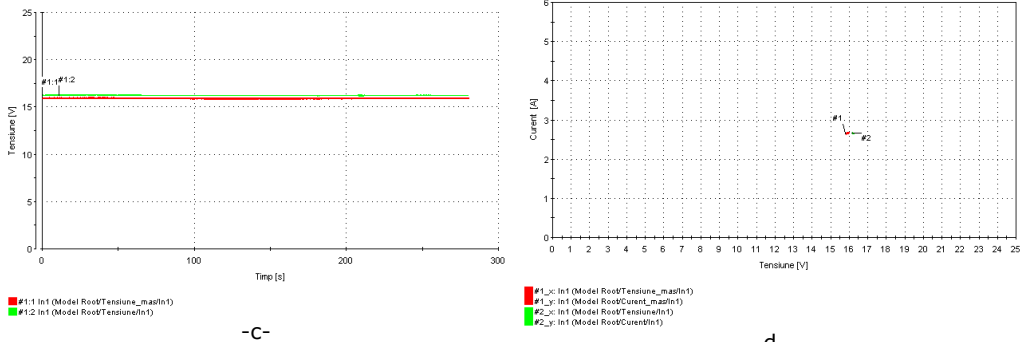 25
20
15
10
5
0
Tensiune [V]
#1:1
#1:2
0
100
200
300
Timp [s]
#1:1 In1 (Model Root/Tensiune_mas/In1)
#1:2 In1 (Model Root/Tensiune/In1)
-c-
6
5
4
3
2
1
0
Curent [A]
#1
#2
0 1 2 3 4 5 6 7 8 9 10 11 12 13 14 15 16 17 18 19 20 21 22 23 24 25
Tensiune [V]
#1_x: In1 (Model Root/Tensiune_mas/In1)
#1_y: In1 (Model Root/Curent_mas/In1)
#2_x: In1 (Model Root/Tensiune/In1)
#2_y: In1 (Model Root/Curent/In1)